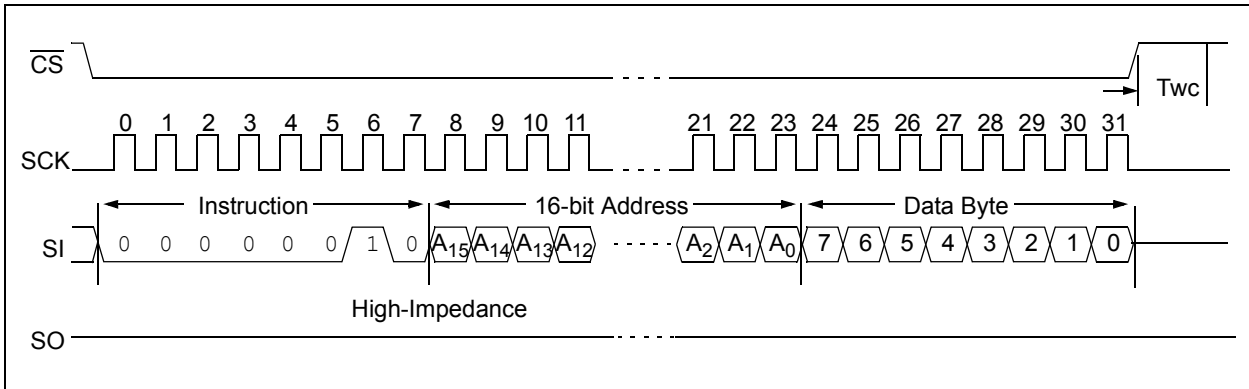 CS
Twc
0 1 2 3 4 5 6 7 8 9 10 11 21 22 23 24 25 26 27 28 29 30 31
SCK
Instruction 16-bit Address Data Byte
SI 0 0 0 0 0 0 1 0 A15 A14 A13 A12 A2 A1 A0 7 6 5 4 3 2 1 0
High-Impedance
SO